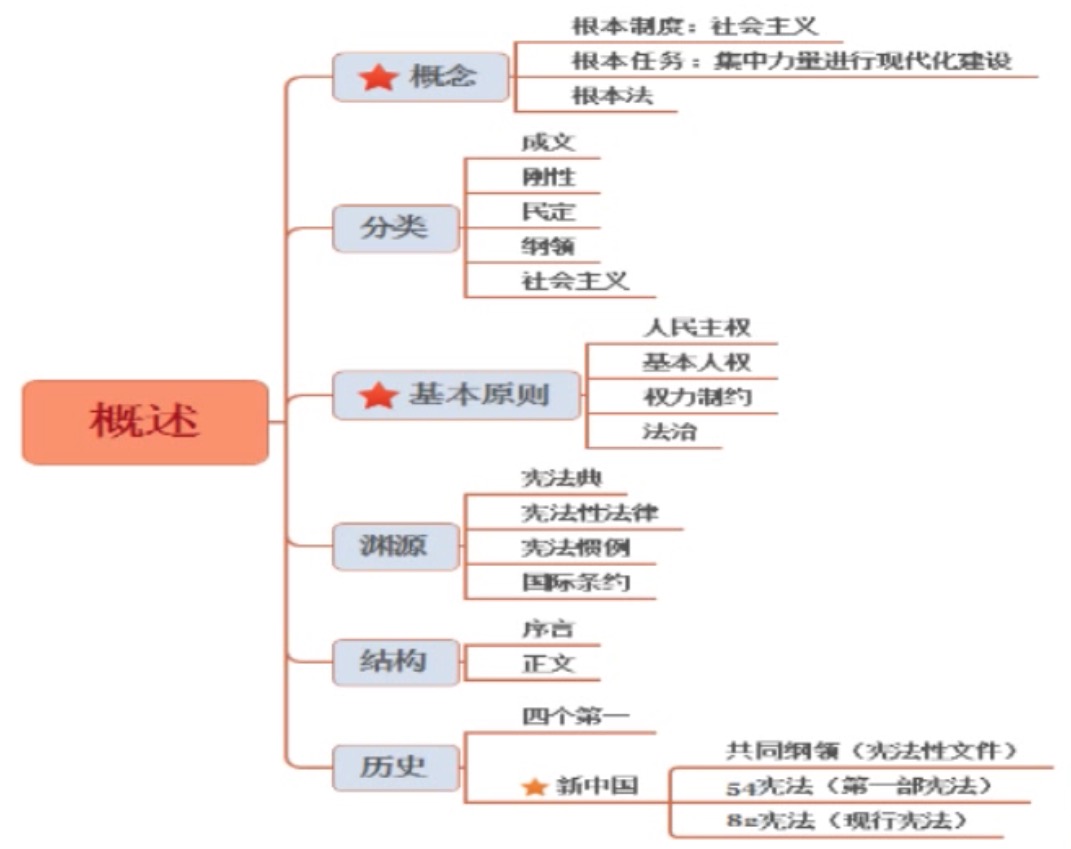 概述
概念
根本制度：社会主义
根本任务：集中力量进行现代化建设
根本法
分类
成文
刚性
民定
纲领
社会主义
基本原则
人民主权
基本人权
权力制约
法治
渊源
宪法典
宪法性法律
宪法惯例
国际条约
结构
序言
正文
历史
四个第一
新中国
共同纲领（宪法性文件）
54宪法（第一部宪法）
82宪法（现行宪法）